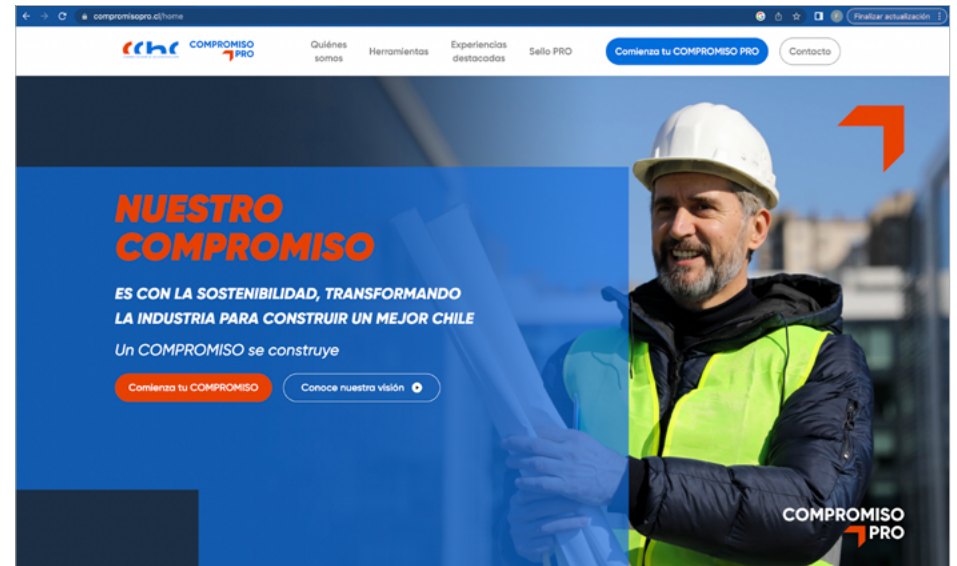 compromisopro.cl/home
Finalizar actualización
cchc
COMPROMISO
PRO
Quiénes
somos
Herramientas
Experiencias
destacadas
Sello PRO
Comienza tu COMPROMISO PRO
Contacto
NUESTRO
COMPROMISO
ES CON LA SOSTENIBILIDAD, TRANSFORMANDO
LA INDUSTRIA PARA CONSTRUIR UN MEJOR CHILE
Un COMPROMISO se construye
Comienza tu COMPROMISO
Conoce nuestra visión
COMPROMISO
PRO